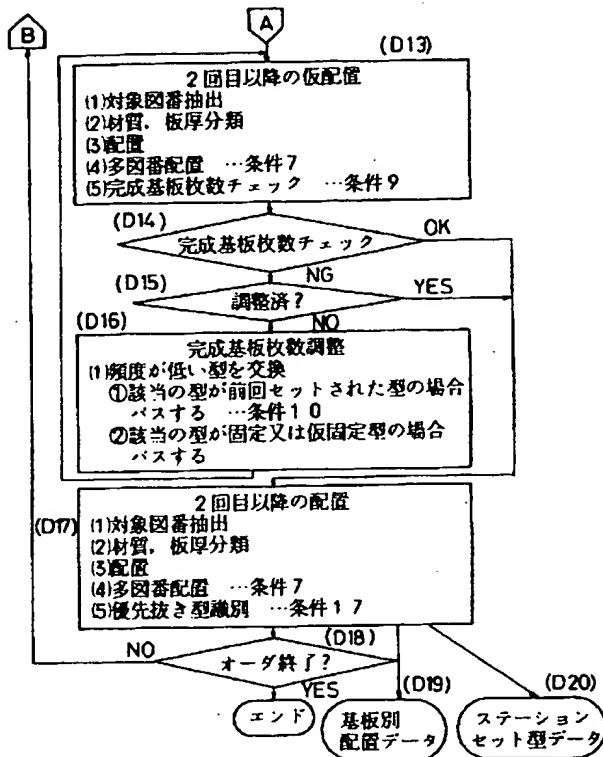 B
A
(D13)
2回目以降の仮配置
(1)対象図番抽出
(2)材質,板厚分類
(3)配置
(4)多図番配置 …条件7
(5)完成基板枚数チェック …条件9
(D14)
完成基板枚数チェック
OK
NG
(D15)
調整済?
YES
NO
(D16)
完成基板枚数調整
(1)頻度が低い型を交換
①該当の型が前回セットされた型の場合
パスする …条件10
②該当の型が固定又は仮固定型の場合
パスする
(D17)
2回目以降の配置
(1)対象図番抽出
(2)材質,板厚分類
(3)配置
(4)多図番配置 …条件7
(5)優先抜き型識別 …条件17
(D18)
NO
オーダ終了?
YES
(D19)
(D20)
エンド
基板別
配置データ
ステーション
セット型データ